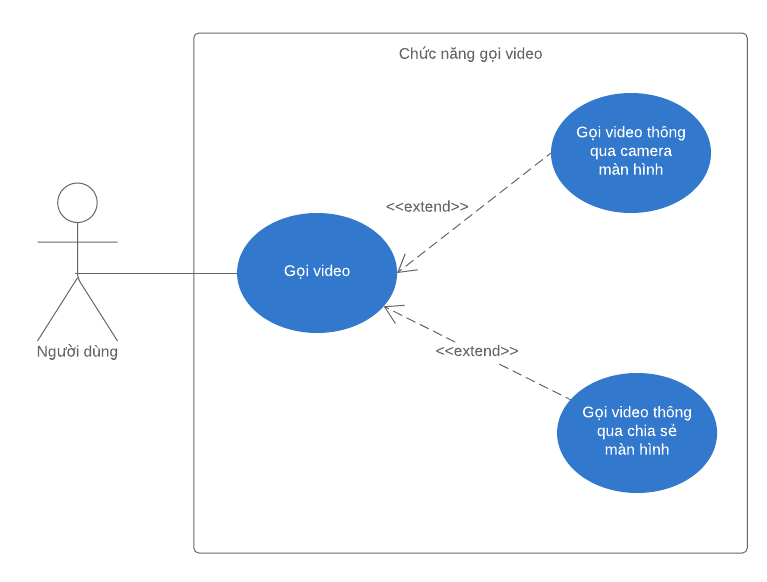 Chức năng gọi video
Gọi video thông
qua camera
màn hình
<<extend>>
Gọi video
<<extend>>
Người dùng
Gọi video thông
qua chia sẻ
màn hình